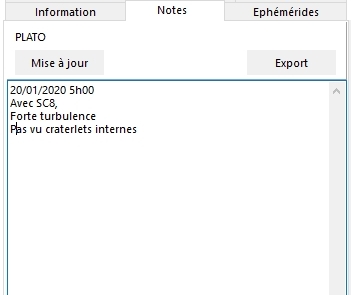 Information Notes Ephémérides
PLATO
Mise à jour Export
20/01/2020 5h00
Avec SC8,
Forte turbulence
Pas vu craterlets internes